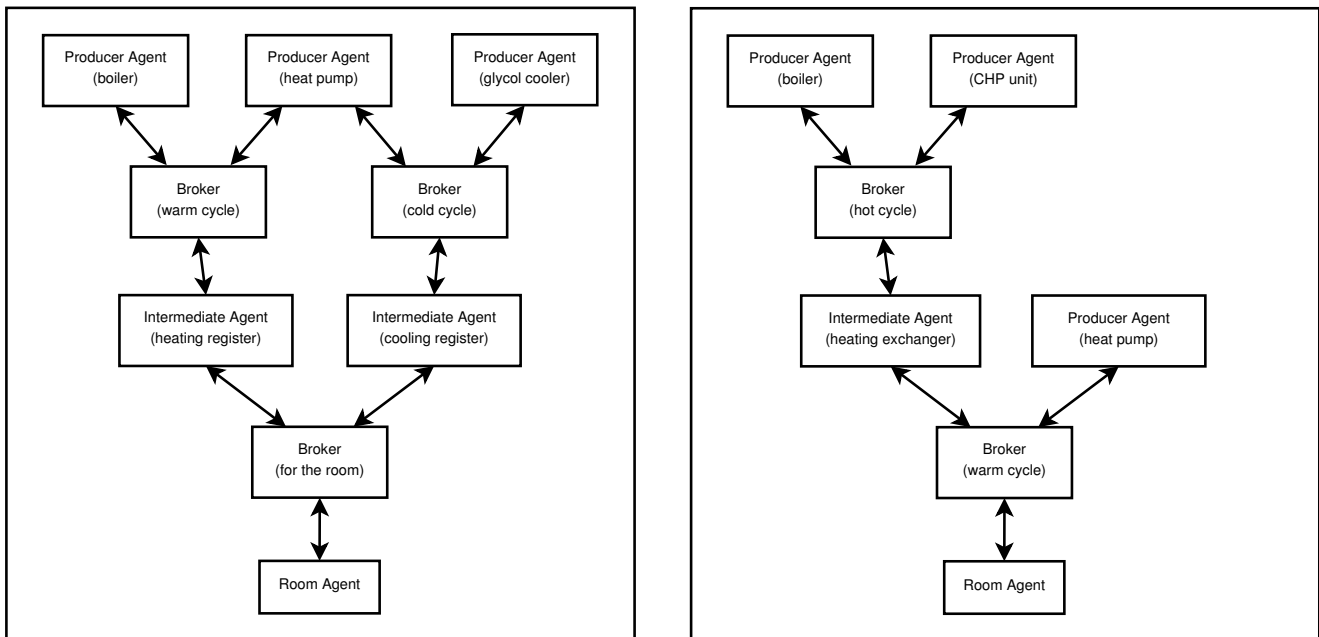 Producer Agent
(boiler)
Producer Agent
(heat pump)
Producer Agent
(glycol cooler)
Broker
(warm cycle)
Broker
(cold cycle)
Intermediate Agent
(heating register)
Intermediate Agent
(cooling register)
Broker
(for the room)
Room Agent
Producer Agent
(boiler)
Producer Agent
(CHP unit)
Broker
(hot cycle)
Intermediate Agent
(heating exchanger)
Producer Agent
(heat pump)
Broker
(warm cycle)
Room Agent